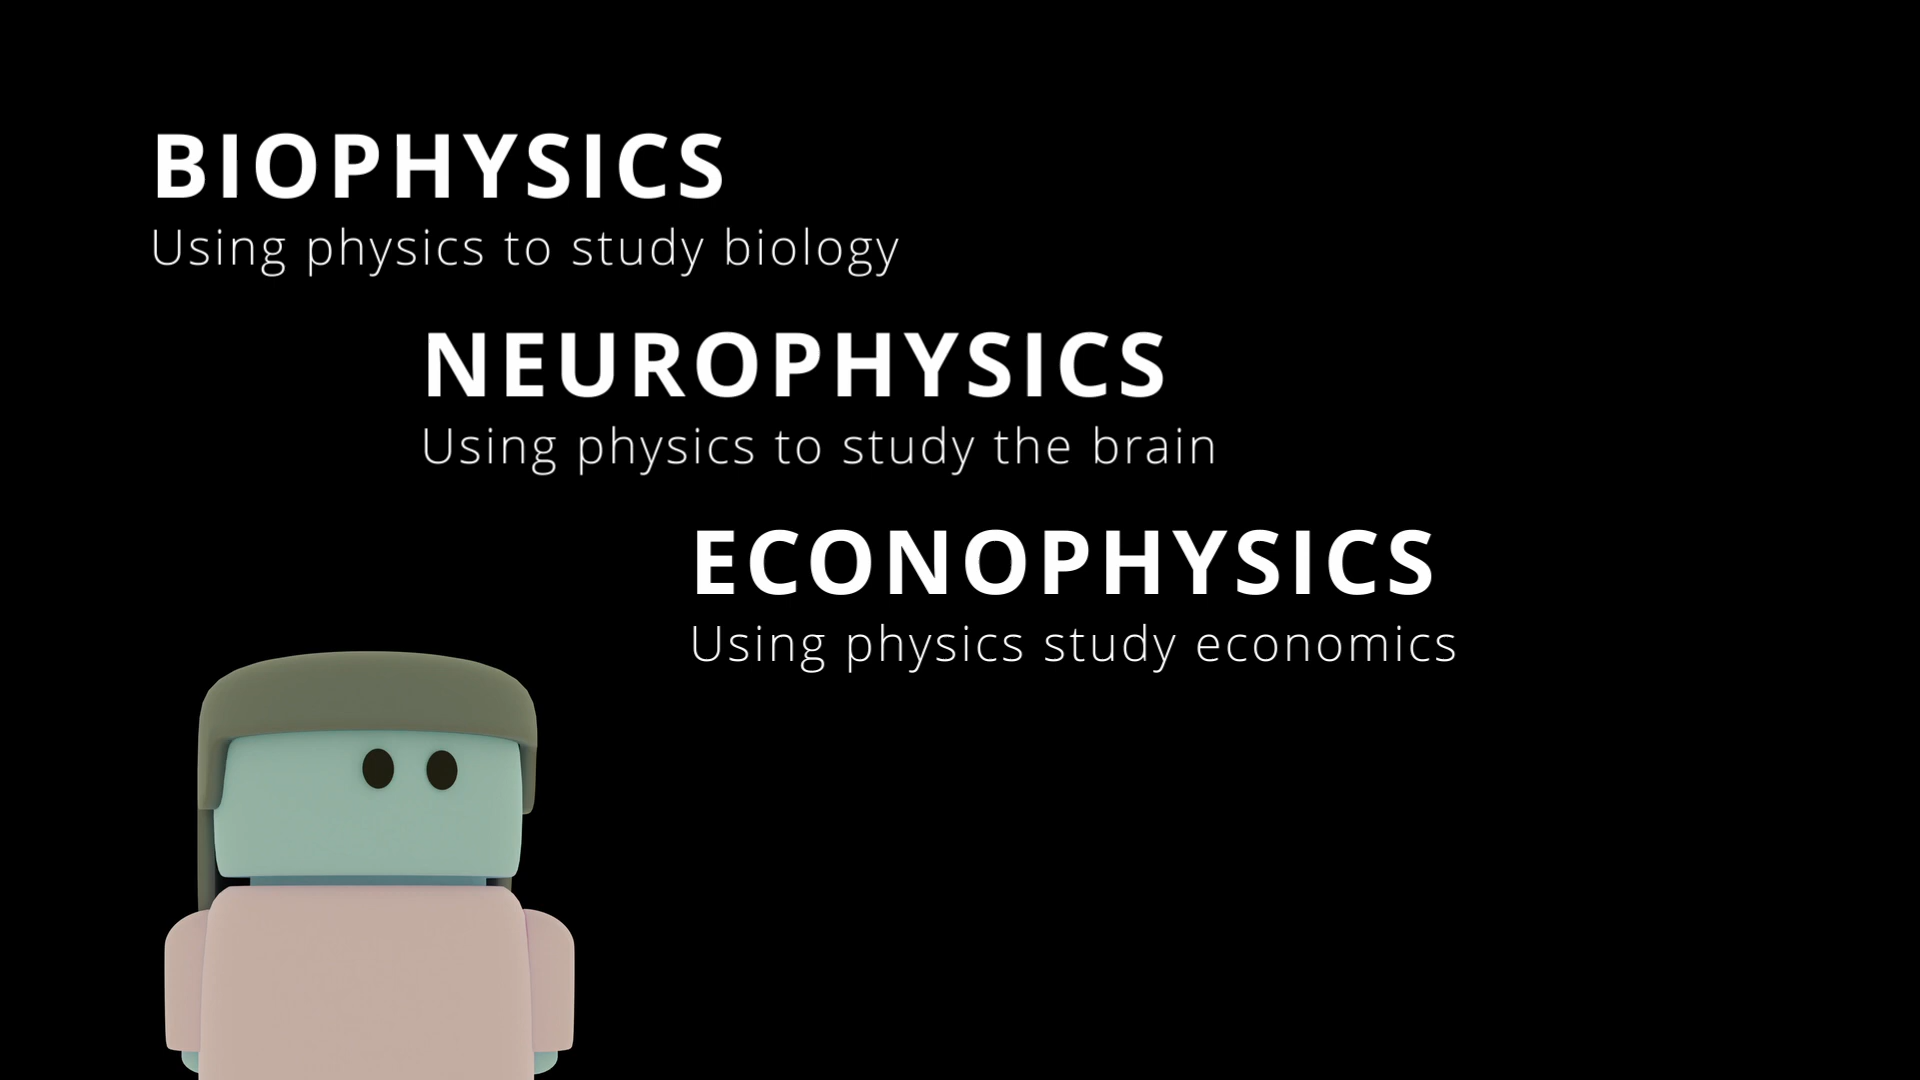 BIOPHYSICS
Using physics to study biology
NEUROPHYSICS
Using physics to study the brain
ECONOPHYSICS
Using physics study economics